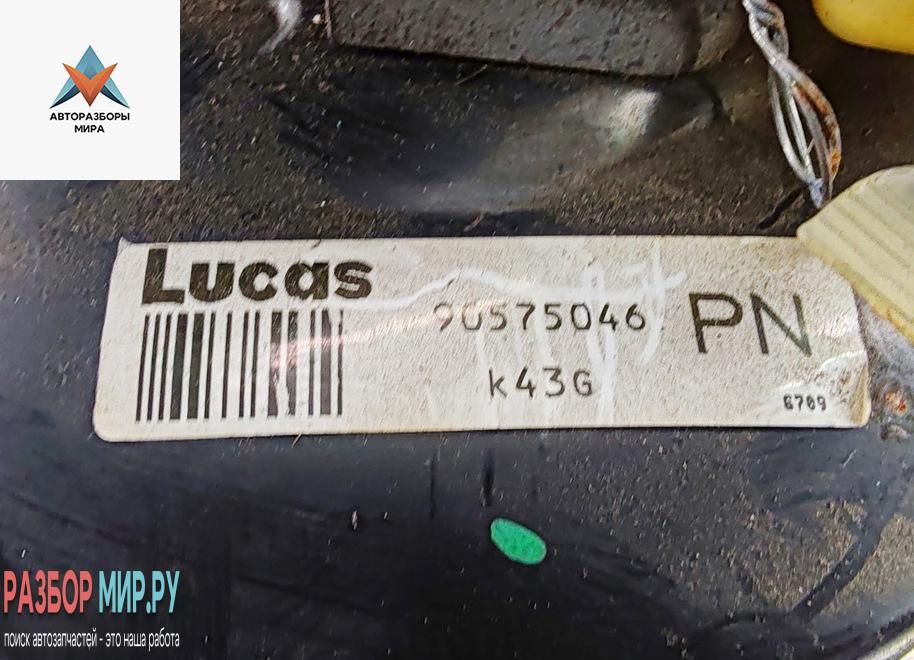 АВТОРАЗБОРЫ
МИРА
Lucas
90575046
PN
k43G
6709
РАЗБОР МИР.РУ
поиск автозапчастей - это наша работа